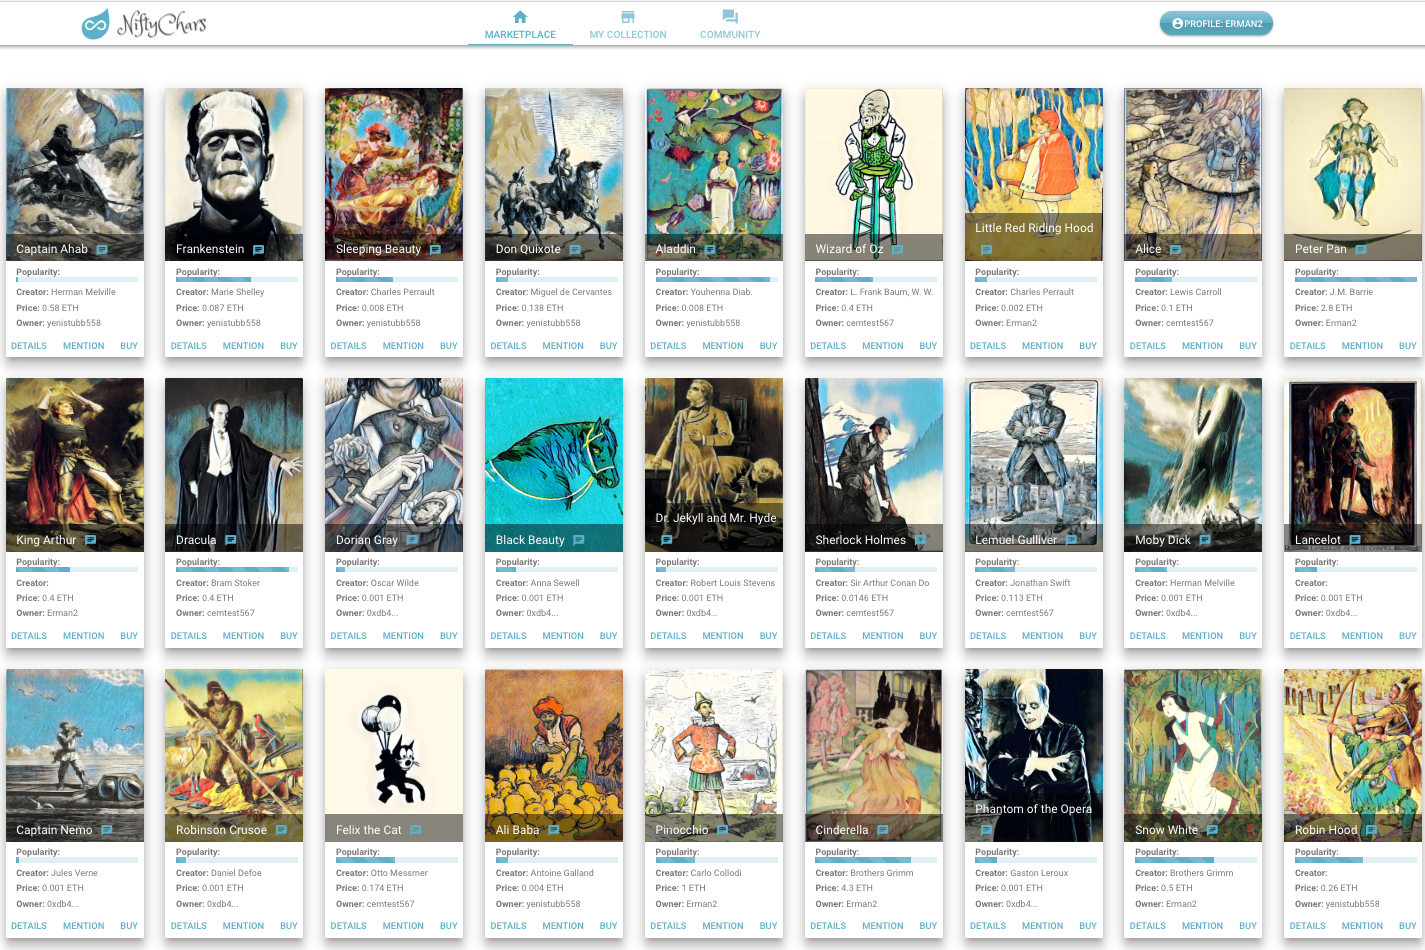 NiftyChars
MARKETPLACE
MY COLLECTION
COMMUNITY
PROFILE: ERMAN2
Captain Ahab
Popularity:
Creator: Herman Melville
Price: 0.58 ETH
Owner: yenistubb558
DETAILS MENTION BUY
Frankenstein
Popularity:
Creator: Marie Shelley
Price: 0.087 ETH
Owner: yenistubb558
DETAILS MENTION BUY
Sleeping Beauty
Popularity:
Creator: Charles Perrault
Price: 0.008 ETH
Owner: yenistubb558
DETAILS MENTION BUY
Don Quixote
Popularity:
Creator: Miguel de Cervantes
Price: 0.138 ETH
Owner: yenistubb558
DETAILS MENTION BUY
Aladdin
Popularity:
Creator: Youhenna Diab.
Price: 0.008 ETH
Owner: yenistubb558
DETAILS MENTION BUY
Wizard of Oz
Popularity:
Creator: L. Frank Baum, W. W.
Price: 0.4 ETH
Owner: cemtest567
DETAILS MENTION BUY
Little Red Riding Hood
Popularity:
Creator: Charles Perrault
Price: 0.002 ETH
Owner: Erman2
DETAILS MENTION BUY
Alice
Popularity:
Creator: Lewis Carroll
Price: 0.1 ETH
Owner: cemtest567
DETAILS MENTION BUY
Peter Pan
Popularity:
Creator: J.M. Barrie
Price: 2.8 ETH
Owner: Erman2
DETAILS MENTION BUY
King Arthur
Popularity:
Creator:
Price: 0.4 ETH
Owner: Erman2
DETAILS MENTION BUY
Dracula
Popularity:
Creator: Bram Stoker
Price: 0.4 ETH
Owner: cemtest567
DETAILS MENTION BUY
Dorian Gray
Popularity:
Creator: Oscar Wilde
Price: 0.001 ETH
Owner: 0xdb4...
DETAILS MENTION BUY
Black Beauty
Popularity:
Creator: Anna Sewell
Price: 0.001 ETH
Owner: 0xdb4...
DETAILS MENTION BUY
Dr. Jekyll and Mr. Hyde
Popularity:
Creator: Robert Louis Stevens
Price: 0.001 ETH
Owner: 0xdb4...
DETAILS MENTION BUY
Sherlock Holmes
Popularity:
Creator: Sir Arthur Conan Do
Price: 0.0146 ETH
Owner: cemtest567
DETAILS MENTION BUY
Lemuel Gulliver
Popularity:
Creator: Jonathan Swift
Price: 0.113 ETH
Owner: cemtest567
DETAILS MENTION BUY
Moby Dick
Popularity:
Creator: Herman Melville
Price: 0.001 ETH
Owner: 0xdb4...
DETAILS MENTION BUY
Lancelot
Popularity:
Creator:
Price: 0.001 ETH
Owner: 0xdb4...
DETAILS MENTION BUY
Captain Nemo
Popularity:
Creator: Jules Verne
Price: 0.001 ETH
Owner: 0xdb4...
DETAILS MENTION BUY
Robinson Crusoe
Popularity:
Creator: Daniel Defoe
Price: 0.001 ETH
Owner: 0xdb4...
DETAILS MENTION BUY
Felix the Cat
Popularity:
Creator: Otto Messmer
Price: 0.174 ETH
Owner: cemtest567
DETAILS MENTION BUY
Ali Baba
Popularity:
Creator: Antoine Galland
Price: 0.004 ETH
Owner: yenistubb558
DETAILS MENTION BUY
Pinocchio
Popularity:
Creator: Carlo Collodi
Price: 1 ETH
Owner: Erman2
DETAILS MENTION BUY
Cinderella
Popularity:
Creator: Brothers Grimm
Price: 4.3 ETH
Owner: Erman2
DETAILS MENTION BUY
Phantom of the Opera
Popularity:
Creator: Gaston Leroux
Price: 0.001 ETH
Owner: 0xdb4...
DETAILS MENTION BUY
Snow White
Popularity:
Creator: Brothers Grimm
Price: 0.5 ETH
Owner: Erman2
DETAILS MENTION BUY
Robin Hood
Popularity:
Creator:
Price: 0.26 ETH
Owner: yenistubb558
DETAILS MENTION BUY